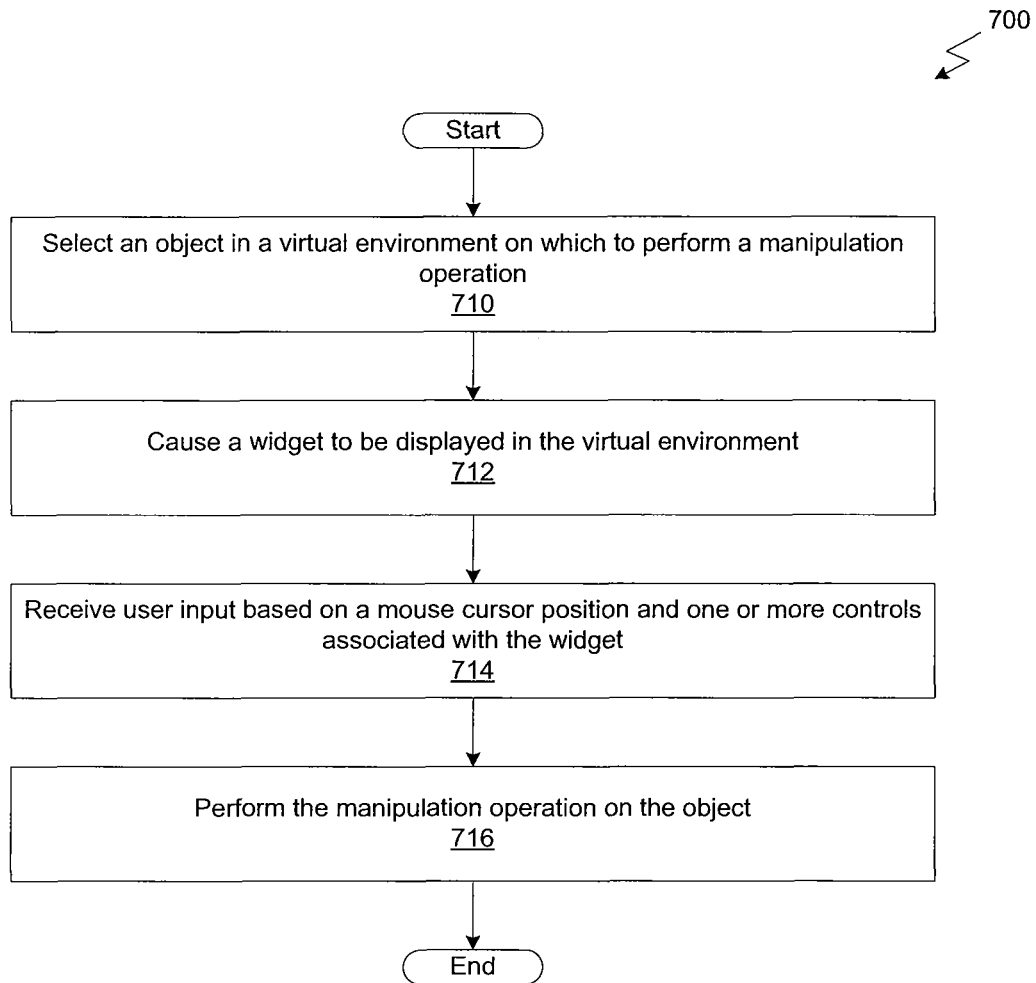 700
Start
Select an object in a virtual environment on which to perform a manipulation
operation
710
Cause a widget to be displayed in the virtual environment
712
Receive user input based on a mouse cursor position and one or more controls
associated with the widget
714
Perform the manipulation operation on the object
716
End